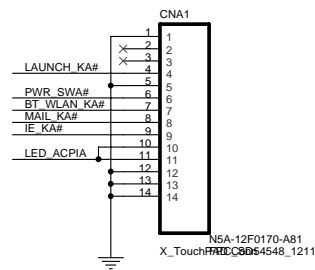 CNA1
1 1
2 2
3 3
LAUNCH_KA# 4 4
5 5
PWR_SWA# 6 6
BT_WLAN_KA# 7 7
MAIL_KA# 8 8
IE_KA# 9 9
10 10
LED_ACPIA 11 11
12 12
13 13
14 14
N5A-12F0170-A81
X_Touch